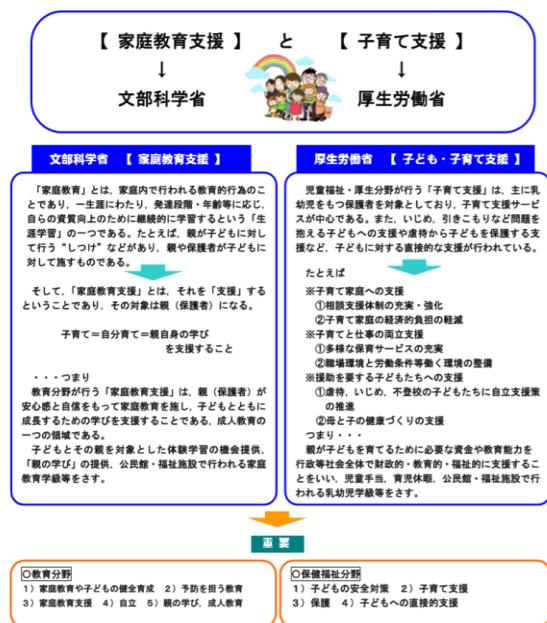 【 家庭教育支援 】 と 【 子育て支援 】
↓ ↓
文部科学省 厚生労働省
文部科学省 【 家庭教育支援 】
「家庭教育」とは，家庭内で行われる教育的行為のこ
とであり，一生涯にわたり，発達段階・年齢等に応じ，
自らの資質向上のために継続的に学習するという「生
涯学習」の一つである。たとえば，親が子どもに対し
て行う“しつけ”などがあり，親や保護者が子どもに
対して施すものである。
そして，「家庭教育支援」とは，それを「支援」する
ということであり，その対象は親（保護者）になる。
子育て＝自分育て＝親自身の学び
を支援すること
・・・つまり
教育分野が行う「家庭教育支援」は，親（保護者）が
安心感と自信をもって家庭教育を施し，子どもとともに
成長するための学びを支援することである，成人教育の
一つの領域である。
子どもとその親を対象とした体験学習の機会提供，
「親の学び」の提供，公民館・福祉施設で行われる家庭
教育学級等をさす。
厚生労働省 【 子ども・子育て支援 】
児童福祉・厚生分野が行う「子育て支援」は，主に乳
幼児をもつ保護者を対象としており，子育て支援サービ
スが中心である。また，いじめ，引きこもりなど問題を
抱える子どもへの支援や虐待から子どもを保護する支
援など，子どもに対する直接的な支援が行われている。
たとえば
※子育て家庭への支援
①相談支援体制の充実・強化
②子育て家庭の経済的負担の軽減
※子育てと仕事の両立支援
①多様な保育サービスの充実
②職場環境と労働条件等働く環境の整備
※援助を要する子どもたちへの支援
①虐待，いじめ，不登校の子どもたちに自立支援策
の推進
②母と子の健康づくりの支援
つまり・・・
親が子どもを育てるために必要な資金や教育能力を
行政等社会全体で財政的・教育的・福祉的に支援するこ
とをいい，児童手当，育児休暇，公民館・福祉施設で行
われる乳幼児学級等をさす。
重 要
○教育分野
1）家庭教育や子どもの健全育成 2）予防を担う教育
3）家庭教育支援 4）自立 5）親の学び，成人教育
○保健福祉分野
1）子どもの安全対策 2）子育て支援
3）保護 4）子どもへの直接的支援